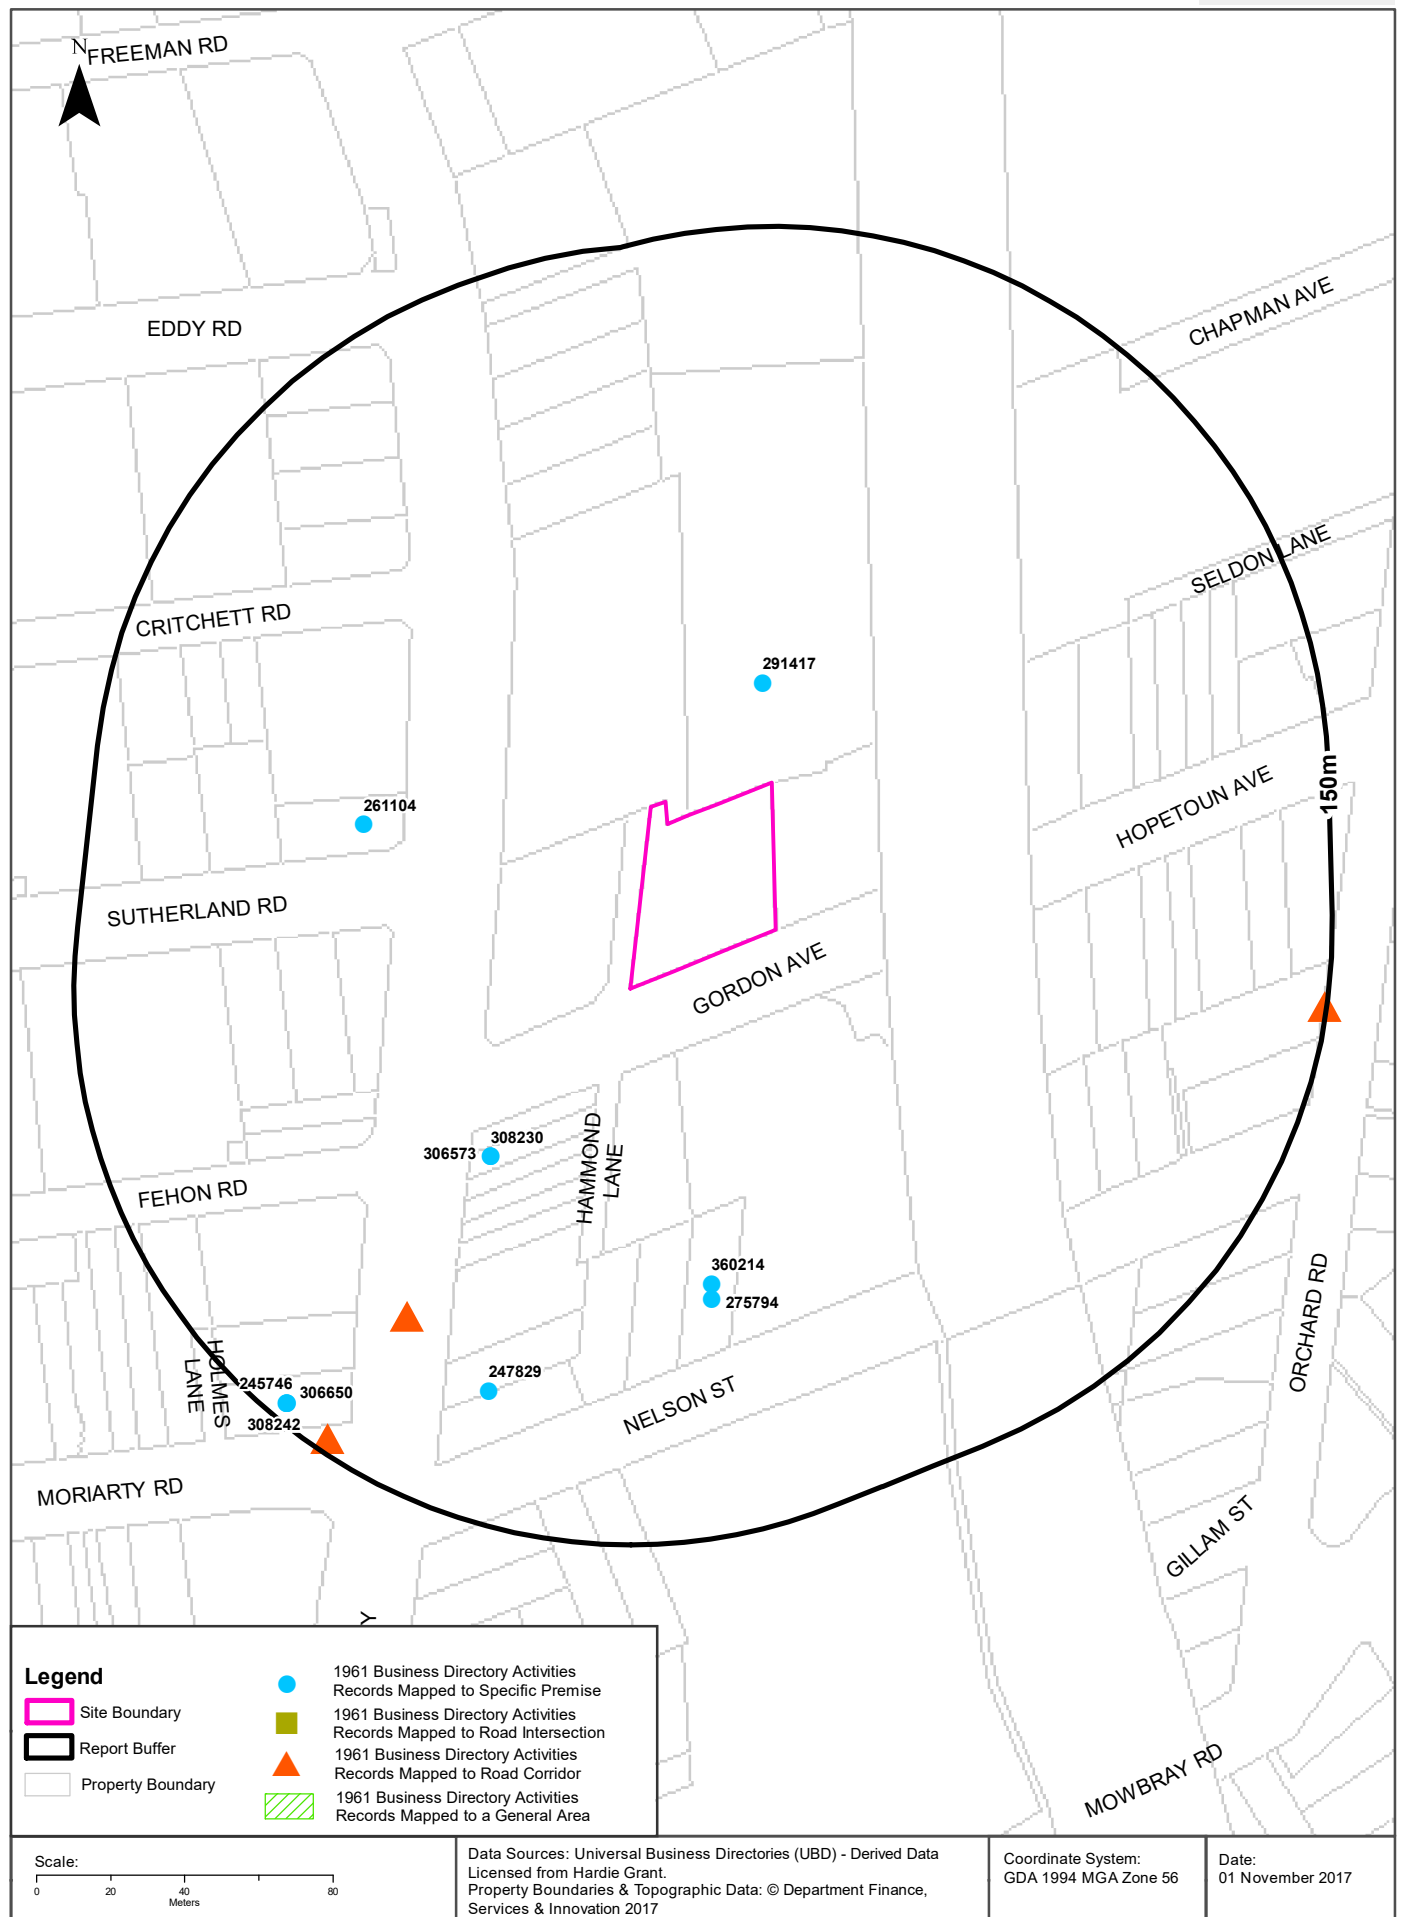 N
FREEMAN RD
EDDY RD
CHAPMAN AVE
SELDON LANE
CRITCHETT RD
291417
HOPETOUN AVE
150m
261104
SUTHERLAND RD
GORDON AVE
308230
306573
HAMMOND
LANE
FEHON RD
360214
275794
ORCHARD RD
HOLMES
LANE
245746
306650
308242
247829
NELSON ST
MORIARTY RD
GILLAM ST
Y
MOWBRAY RD
Legend
Site Boundary
Report Buffer
Property Boundary
1961 Business Directory Activities
Records Mapped to Specific Premise
1961 Business Directory Activities
Records Mapped to Road Intersection
1961 Business Directory Activities
Records Mapped to Road Corridor
1961 Business Directory Activities
Records Mapped to a General Area
Scale:
0 20 40 80
Meters
Data Sources: Universal Business Directories (UBD) - Derived Data
Licensed from Hardie Grant.
Property Boundaries & Topographic Data: © Department Finance,
Services & Innovation 2017
Coordinate System:
GDA 1994 MGA Zone 56
Date:
01 November 2017